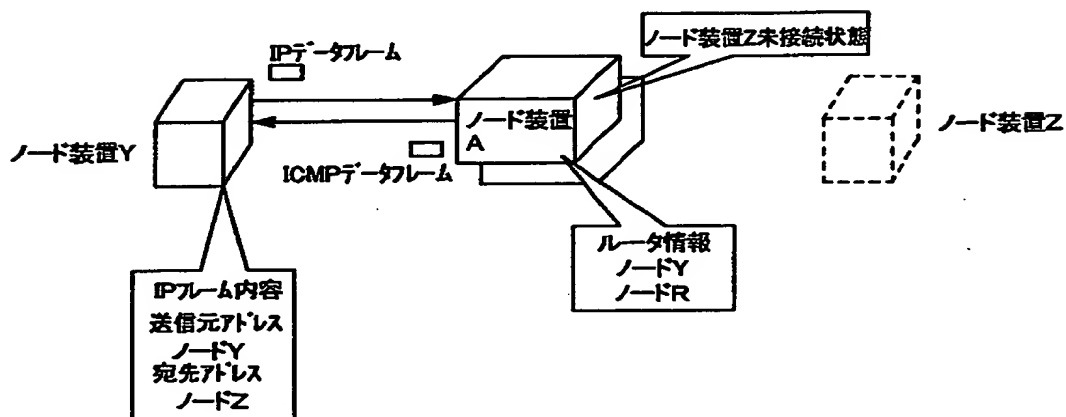 ノード装置Z未接続状態
IPデータフレーム
ノード装置
A
ノード装置Z
ノード装置Y
ICMPデータフレーム
ルータ情報
ノードY
ノードR
IPフレーム内容
送信元アドレス
ノードY
宛先アドレス
ノードZ